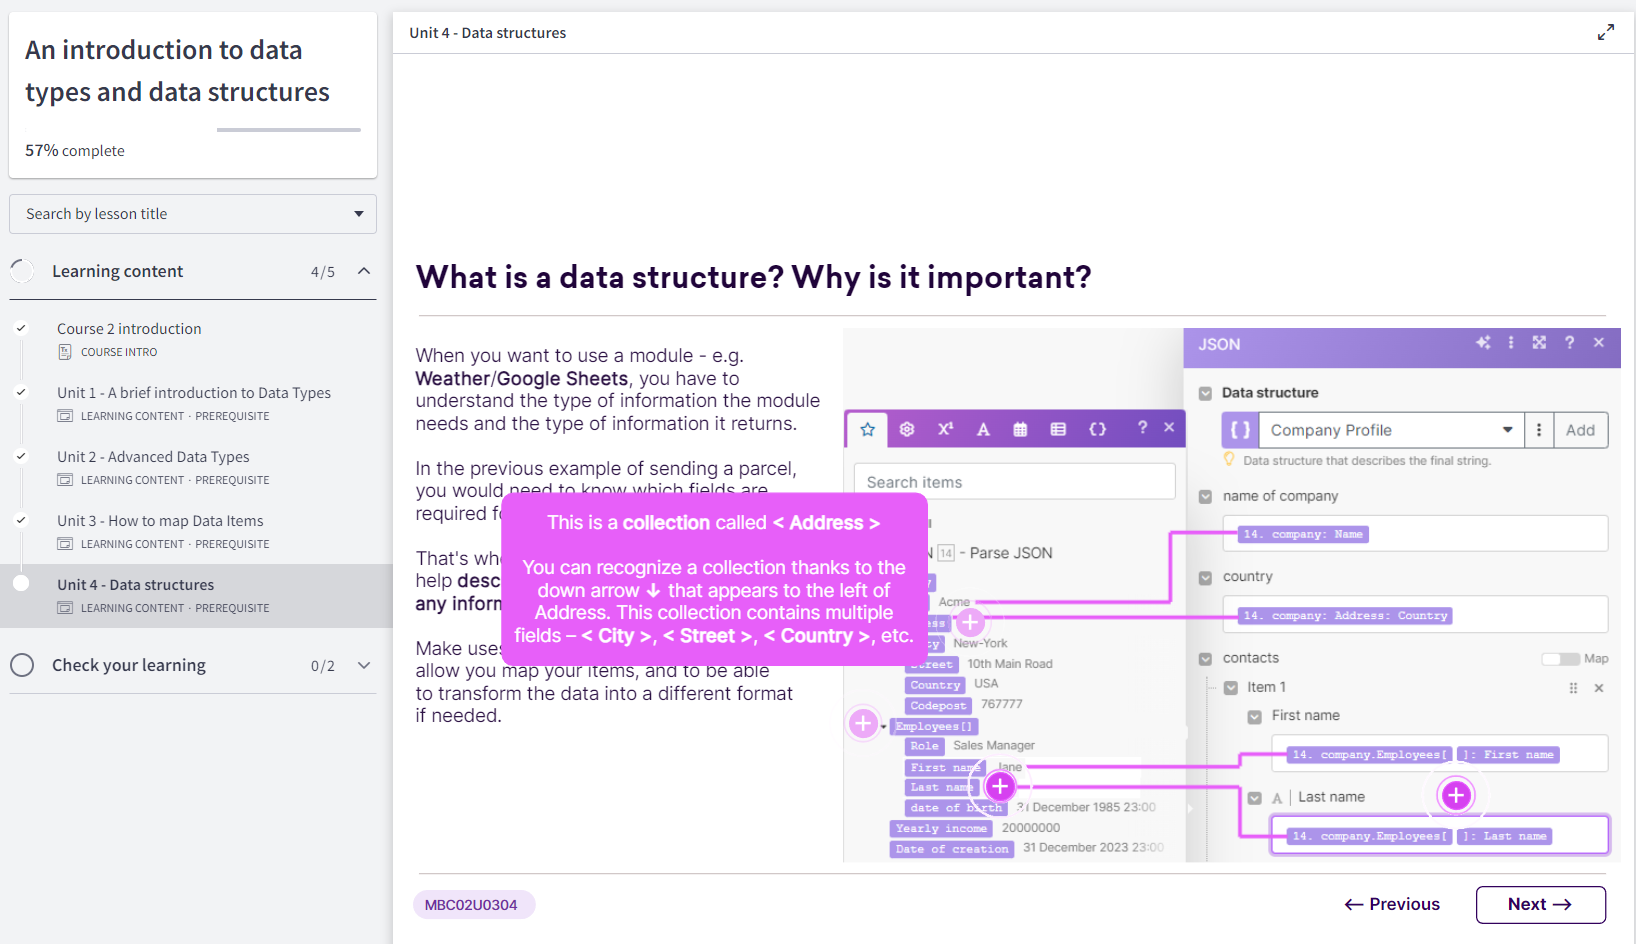 An introduction to data
types and data structures
57% complete
Search by lesson title
Learning content 4/5
Course 2 introduction
COURSE INTRO
Unit 1 - A brief introduction to Data Types
LEARNING CONTENT · PREREQUISITE
Unit 2 - Advanced Data Types
LEARNING CONTENT · PREREQUISITE
Unit 3 - How to map Data Items
LEARNING CONTENT · PREREQUISITE
Unit 4 - Data structures
LEARNING CONTENT · PREREQUISITE
Check your learning 0/2
Unit 4 - Data structures
What is a data structure? Why is it important?
When you want to use a module - e.g.
Weather/Google Sheets, you have to
understand the type of information the module
needs and the type of information it returns.
In the previous example of sending a parcel,
you would need to know which fields are
required
That's
help
Make
allow you map your items, and to be able
to transform the data into a different format
if needed.
This is a collection called < Address >
You can recognize a collection thanks to the
down arrow ↓ that appears to the left of
Address. This collection contains multiple
fields – < City >, < Street >, < Country >, etc.
Search items
14 - Parse JSON
Acme
New-York
Street 10th Main Road
Country USA
Codepost 767777
Employees[]
Role Sales Manager
First name Jane
Last name
date of birth 31 December 1985 23:00
Yearly income 20000000
Date of creation 31 December 2023 23:00
JSON
Data structure
{ } Company Profile Add
Data structure that describes the final string.
name of company
14. company: Name
country
14. company: Address: Country
contacts Map
Item 1
First name
14. company.Employees[ ]: First name
A Last name
14. company.Employees[ ]: Last name
MBC02U0304
← Previous
Next →